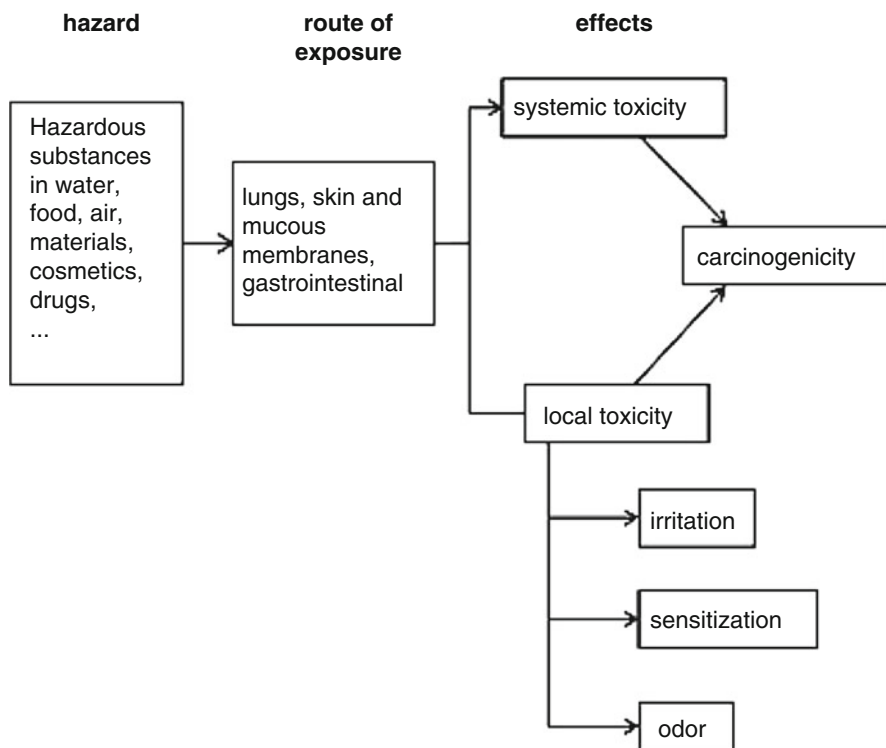 hazard
route of
exposure
effects
Hazardous
substances
in water,
food, air,
materials,
cosmetics,
drugs,
...
lungs, skin and
mucous
membranes,
gastrointestinal
systemic toxicity
carcinogenicity
local toxicity
irritation
sensitization
odor